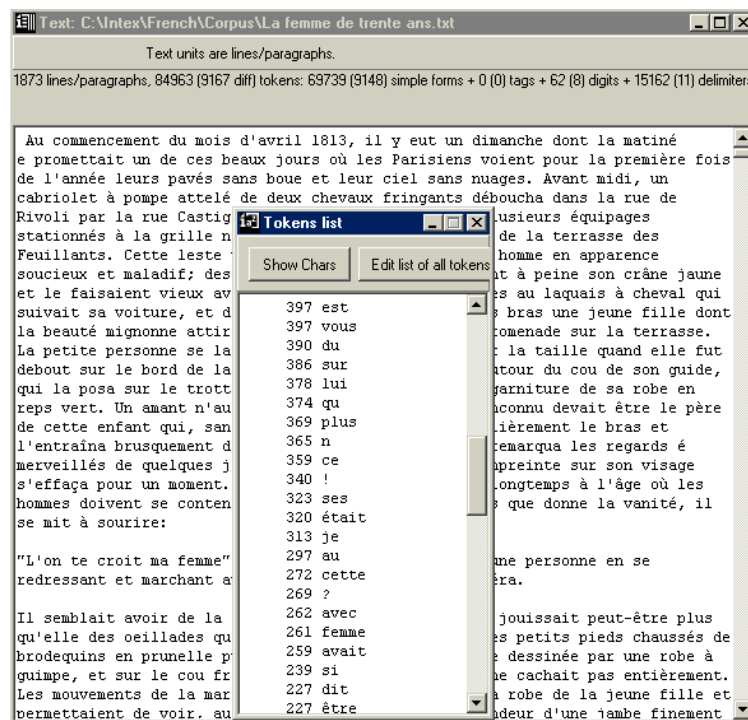 Text: C:\Intex\French\Corpus\La femme de trente ans.txt
Text units are lines/paragraphs.
1873 lines/paragraphs, 84963 (9167 diff) tokens: 69739 (9148) simple forms + 0 (0) tags + 62 (8) digits + 15162 (11) delimiters
Au commencement du mois d'avril 1813, il y eut un dimanche dont la matiné
e promettait un de ces beaux jours où les Parisiens voient pour la première fois
de l'année leurs pavés sans boue et leur ciel sans nuages. Avant midi, un
cabriolet à pompe attelé de deux chevaux fringants déboucha dans la rue de
Rivoli par la rue Castig usieurs équipages
stationnés à la grille n de la terrasse des
Feuillants. Cette leste homme en apparence
soucieux et maladif; des t à peine son crâne jaune
et le faisaient vieux av s au laquais à cheval qui
suivait sa voiture, et d bras une jeune fille dont
la beauté mignonne attir omenade sur la terrasse.
La petite personne se la la taille quand elle fut
debout sur le bord de la utour du cou de son guide,
qui la posa sur le trott arniture de sa robe en
reps vert. Un amant n'au nconnu devait être le père
de cette enfant qui, san ièrement le bras et
l'entraîna brusquement d emarqua les regards é
merveillés de quelques j preinte sur son visage
s'effaça pour un moment. ongtemps à l'âge où les
hommes doivent se conten que donne la vanité, il
se mit à sourire:
"L'on te croit ma femme" ne personne en se
redressant et marchant a éra.
Il semblait avoir de la jouissait peut-être plus
qu'elle des oeillades qu s petits pieds chaussés de
brodequins en prunelle p dessinée par une robe à
guimpe, et sur le cou fr e cachait pas entièrement.
Les mouvements de la mar robe de la jeune fille et
permettaient de voir, au deur d'une jambe finement
Tokens list
Show Chars
Edit list of all tokens
397 est
397 vous
390 du
386 sur
378 lui
374 qu
369 plus
365 n
359 ce
340 !
323 ses
320 était
313 je
297 au
272 cette
269 ?
262 avec
261 femme
259 avait
239 si
227 dit
227 être